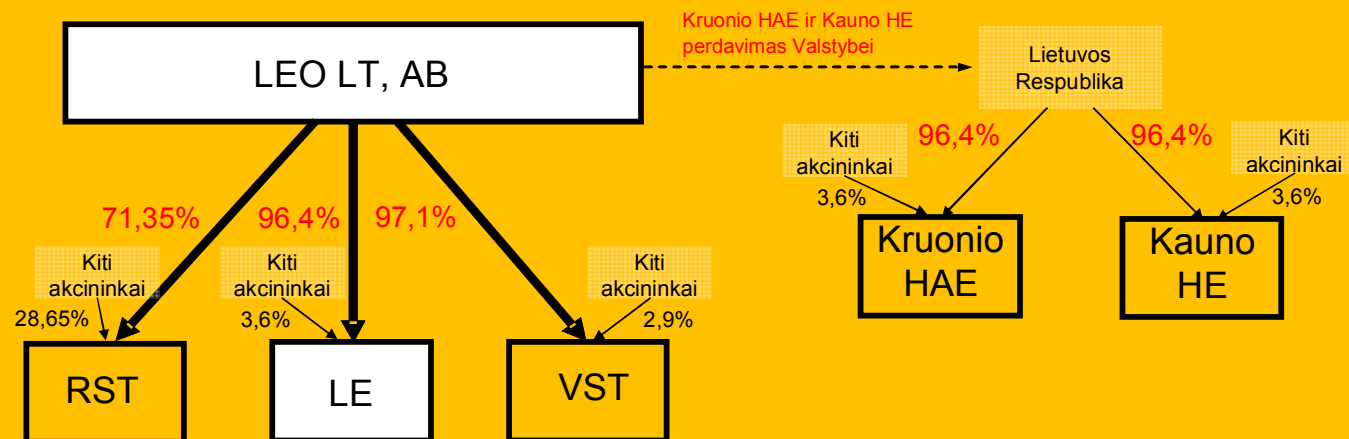 Kruonio HAE ir Kauno HE
perdavimas Valstybei
LEO LT, AB
Lietuvos
Respublika
71,35%
96,4%
97,1%
Kiti
akcininkai
28,65%
Kiti
akcininkai
3,6%
Kiti
akcininkai
2,9%
RST
LE
VST
96,4%
96,4%
Kiti
akcininkai
3,6%
Kiti
akcininkai
3,6%
Kruonio
HAE
Kauno
HE